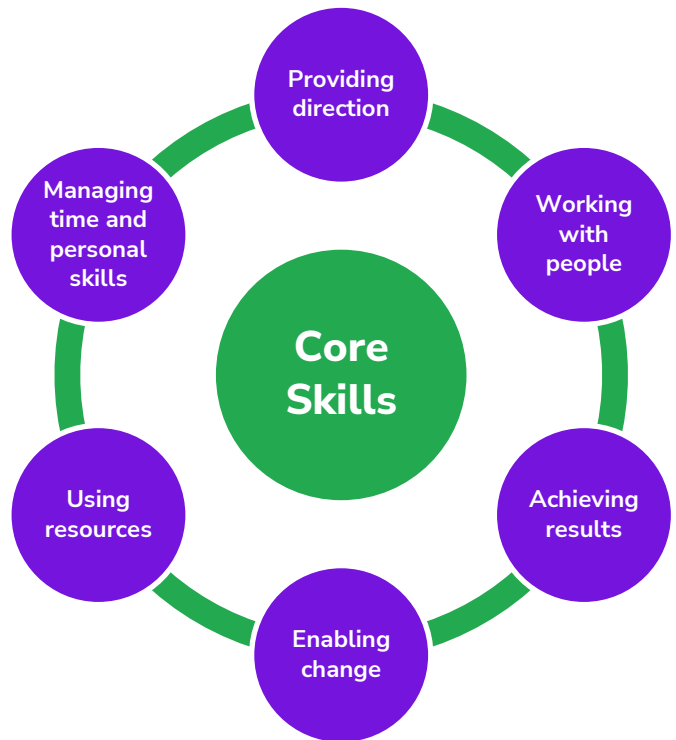 Providing
direction
Working
with
people
Achieving
results
Enabling
change
Using
resources
Managing
time and
personal
skills
Core
Skills